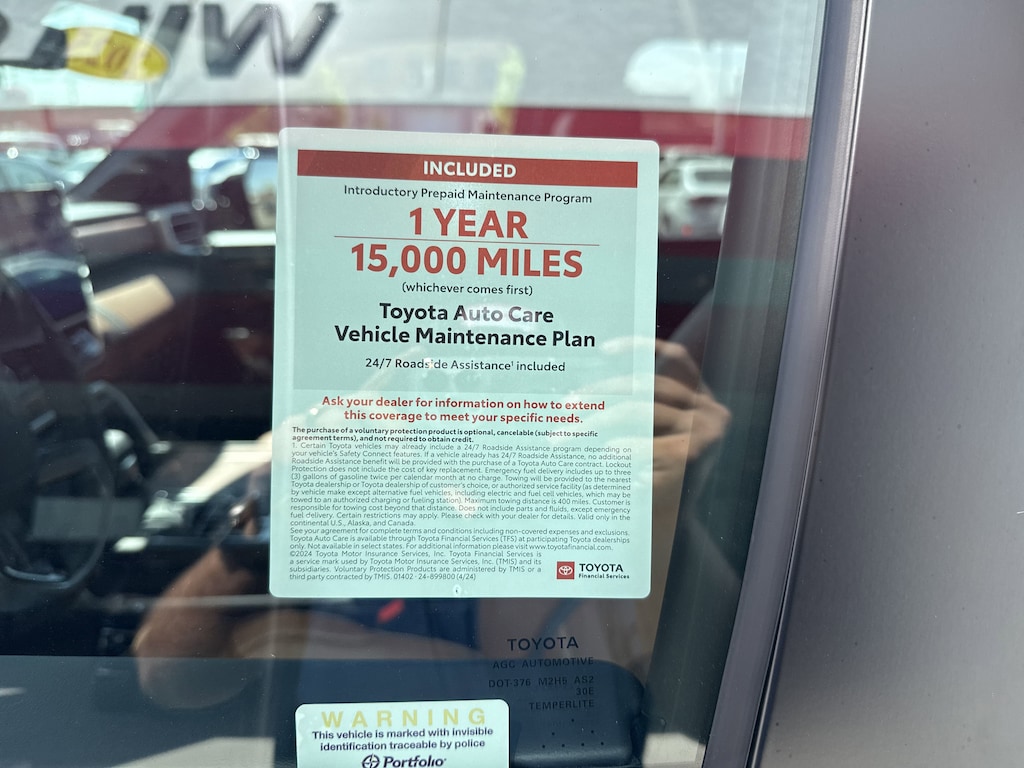 INCLUDED
Introductory Prepaid Maintenance Program
1 YEAR
15,000 MILES
(whichever comes first)
Toyota Auto Care
Vehicle Maintenance Plan
24/7 Roadside Assistance¹ included
Ask your dealer for information on how to extend
this coverage to meet your specific needs.
The purchase of a voluntary protection product is optional, cancelable (subject to specific
agreement terms), and not required to obtain credit.
1. Certain Toyota vehicles may already include a 24/7 Roadside Assistance program depending on
your vehicle's Safety Connect features. If a vehicle already has 24/7 Roadside Assistance, no additional
Roadside Assistance benefit will be provided with the purchase of a Toyota Auto Care contract. Lockout
Protection does not include the cost of key replacement. Emergency fuel delivery includes up to three
(3) gallons of gasoline twice per calendar month at no charge. Towing will be provided to the nearest
Toyota dealership or Toyota dealership of customer's choice, or authorized service facility (as determined
by vehicle make except alternative fuel vehicles, including electric and fuel cell vehicles, which may be
towed to an authorized charging or fueling station). Maximum towing distance is 400 miles. Customer is
responsible for towing cost beyond that distance. Does not include parts and fluids, except emergency
fuel delivery. Certain restrictions may apply. Please check with your dealer for details. Valid only in the
continental U.S., Alaska, and Canada.
See your agreement for complete terms and conditions including non-covered expenses and exclusions.
Toyota Auto Care is available through Toyota Financial Services (TFS) at participating Toyota dealerships
only. Not available in select states. For additional information please visit www.toyotafinancial.com.
©2024 Toyota Motor Insurance Services, Inc. Toyota Financial Services is
a service mark used by Toyota Motor Insurance Services, Inc. (TMIS) and its
subsidiaries. Voluntary Protection Products are administered by TMIS or a
third party contracted by TMIS. 01402 · 24-899800 (4/24)
TOYOTA
Financial Services
TOYOTA
AGC AUTOMOTIVE
DOT-376 M2H5 AS2
30E
TEMPERLITE
WARNING
This vehicle is marked with invisible
identification traceable by police
Portfolio